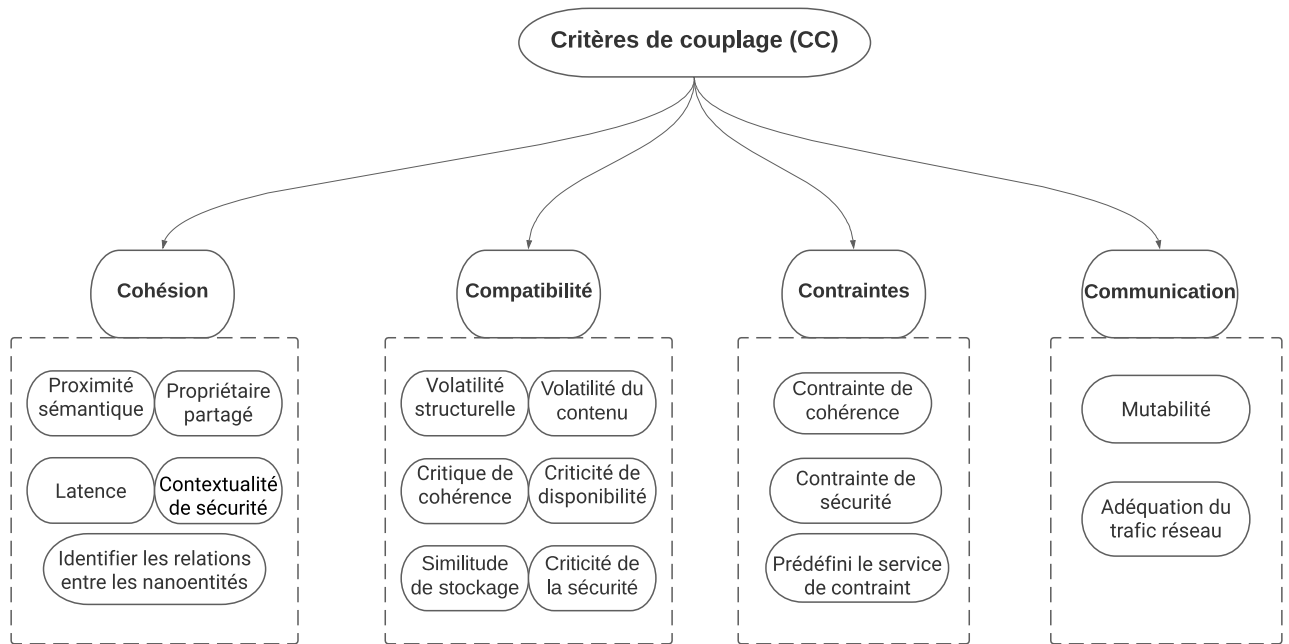 Critères de couplage (CC)
Cohésion
Compatibilité
Contraintes
Communication
Proximité
sémantique
Propriétaire
partagé
Latence
Contextualité
de sécurité
Identifier les relations
entre les nanoentités
Volatilité
structurelle
Volatilité du
contenu
Critique de
cohérence
Criticité de
disponibilité
Similitude
de stockage
Criticité de
la sécurité
Contrainte de
cohérence
Contrainte de
sécurité
Prédéfini le service
de contraint
Mutabilité
Adéquation du
trafic réseau